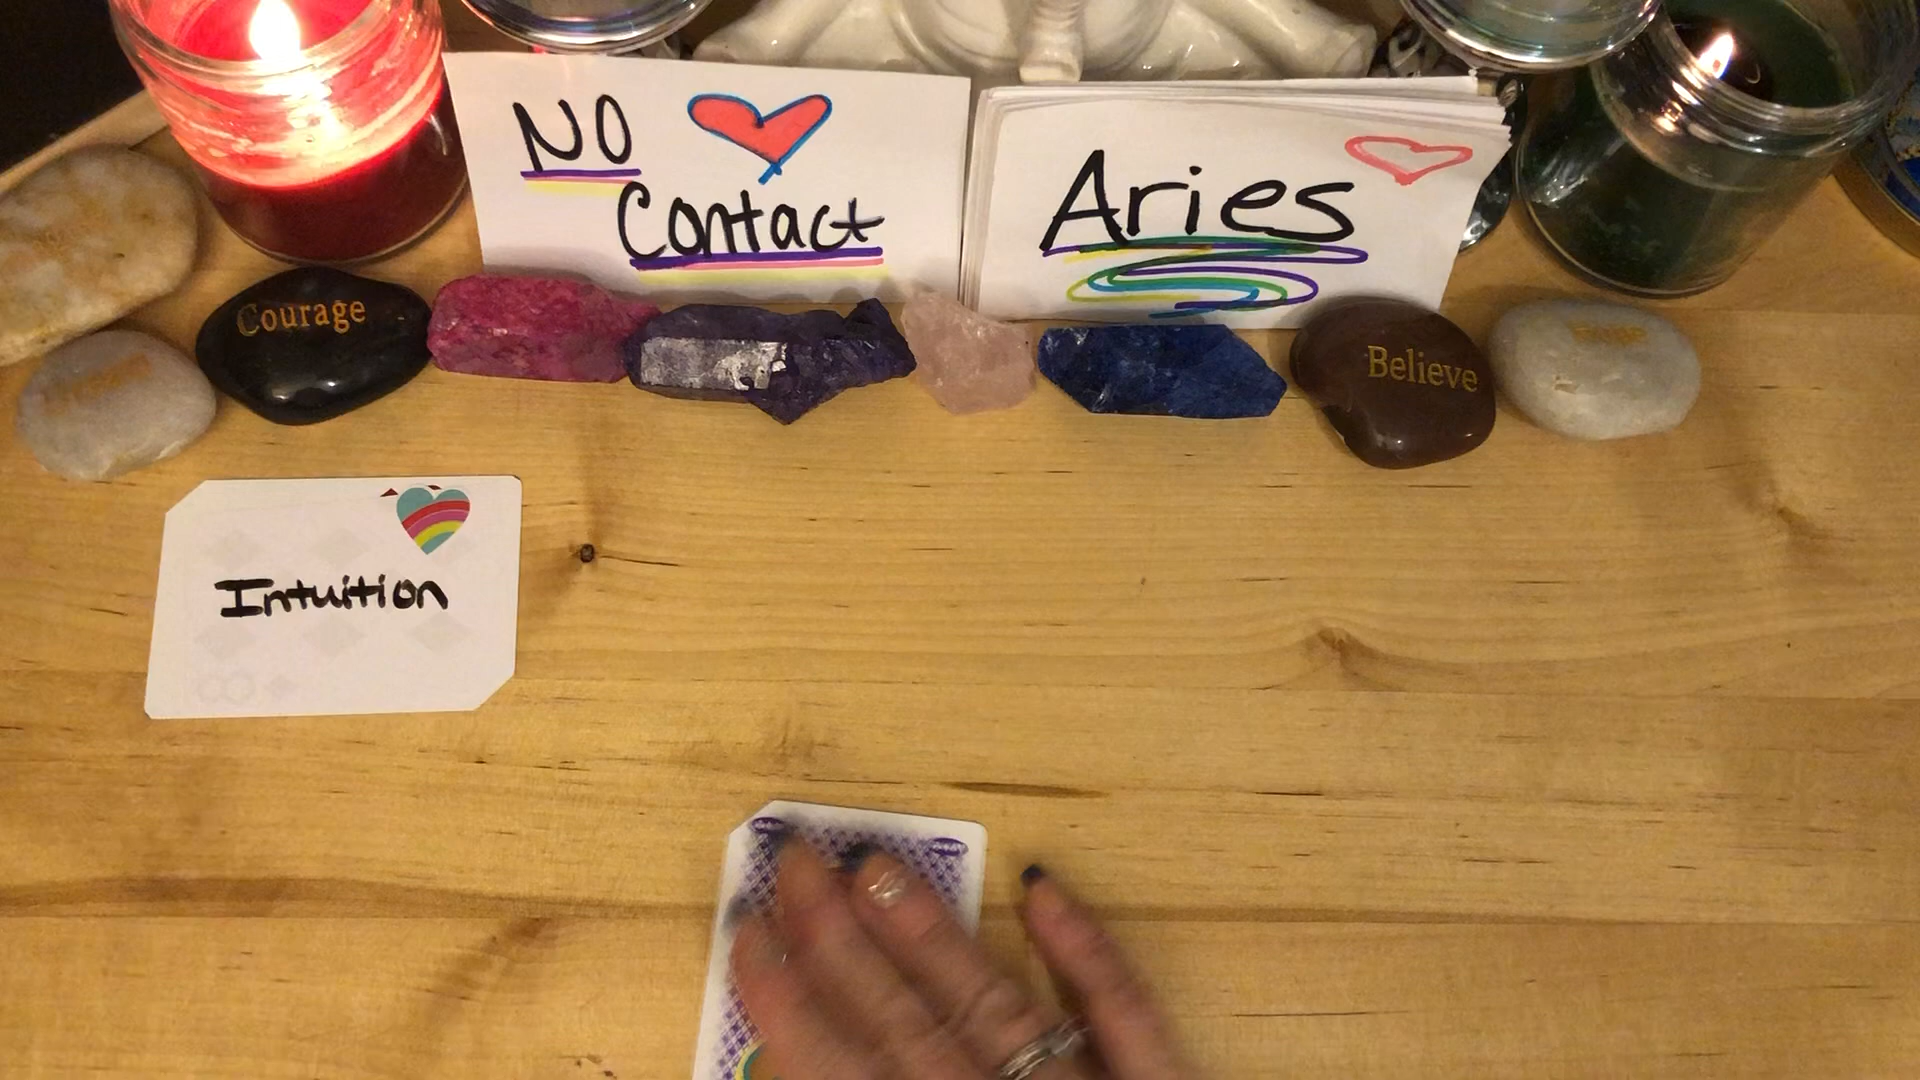 NO
Contact
Aries
Courage
Believe
Intuition